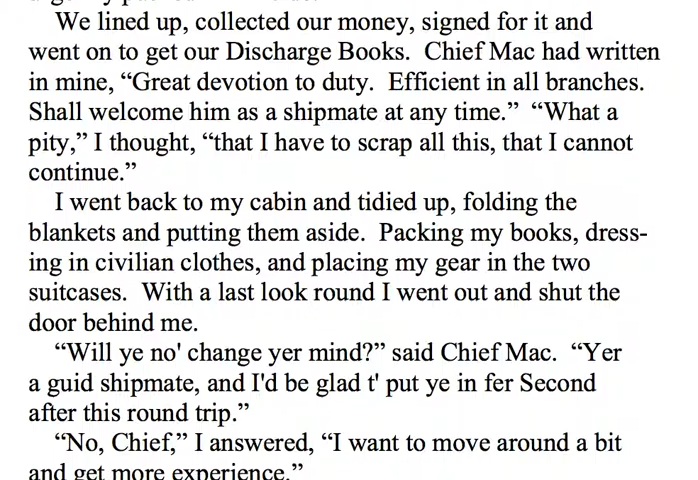 We lined up, collected our money, signed for it and
went on to get our Discharge Books.  Chief Mac had written
in mine, “Great devotion to duty.  Efficient in all branches.
Shall welcome him as a shipmate at any time.”  “What a
pity,” I thought, “that I have to scrap all this, that I cannot
continue.”
I went back to my cabin and tidied up, folding the
blankets and putting them aside.  Packing my books, dress-
ing in civilian clothes, and placing my gear in the two
suitcases.  With a last look round I went out and shut the
door behind me.
“Will ye no' change yer mind?” said Chief Mac.  “Yer
a guid shipmate, and I'd be glad t' put ye in fer Second
after this round trip.”
“No, Chief,” I answered, “I want to move around a bit
and get more experience.”